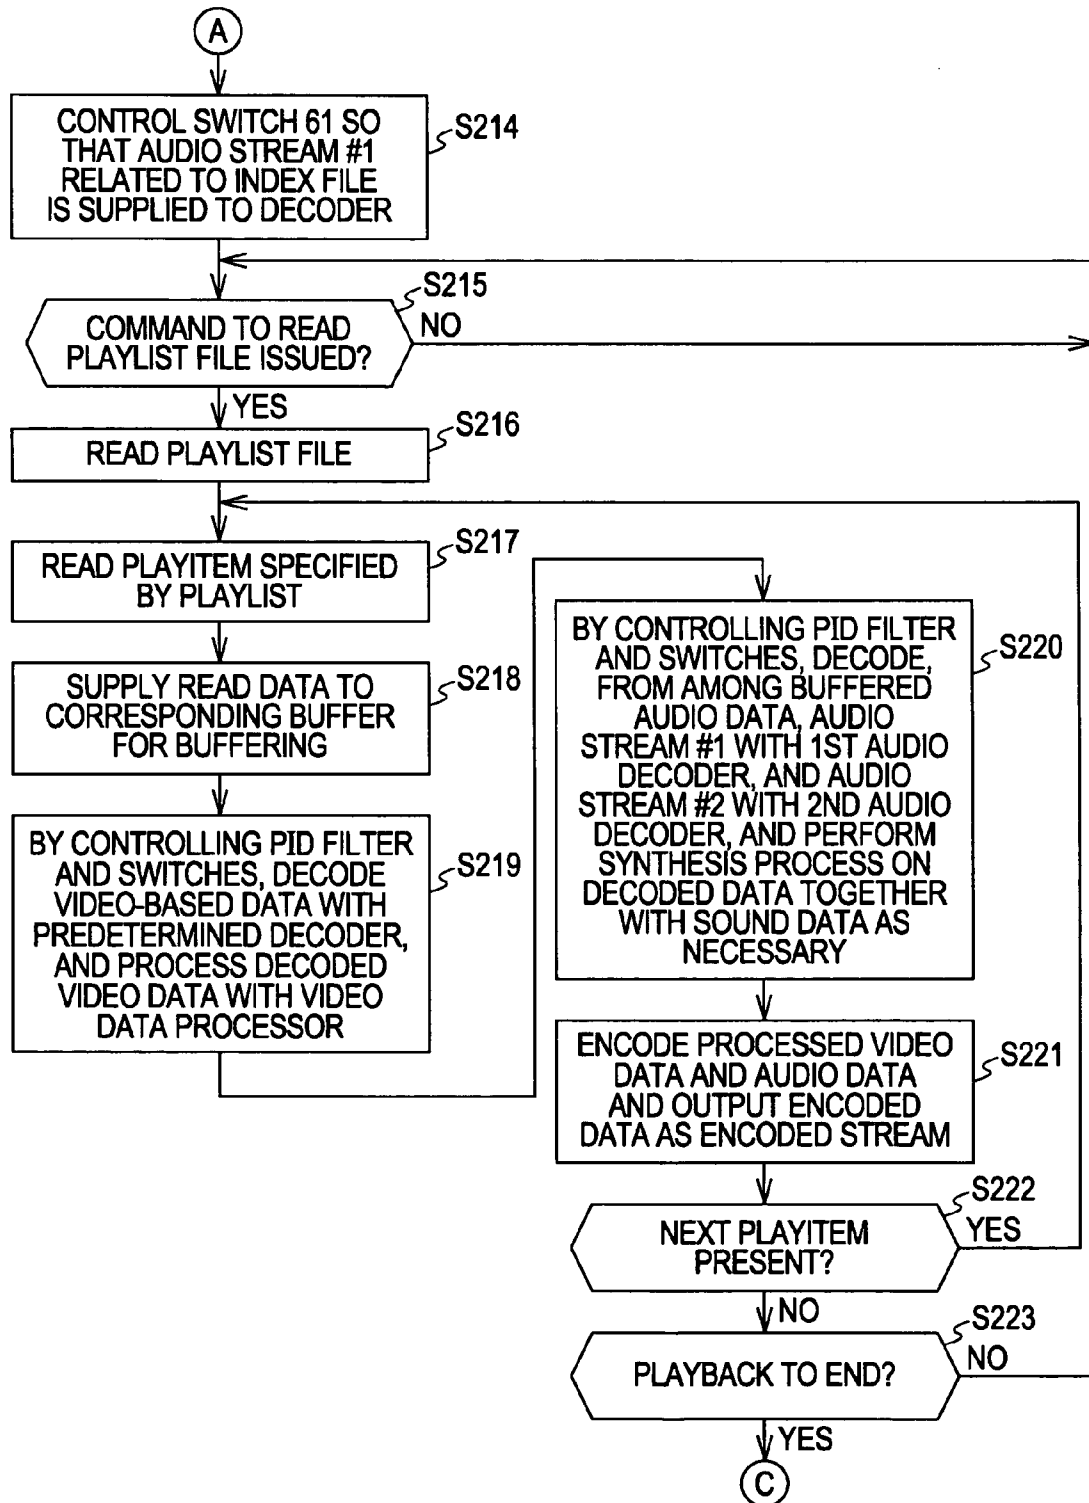 A
CONTROL SWITCH 61 SO
THAT AUDIO STREAM #1
RELATED TO INDEX FILE
IS SUPPLIED TO DECODER
S214
S215
COMMAND TO READ
PLAYLIST FILE ISSUED?
NO
YES
S216
READ PLAYLIST FILE
S217
READ PLAYITEM SPECIFIED
BY PLAYLIST
S218
SUPPLY READ DATA TO
CORRESPONDING BUFFER
FOR BUFFERING
S219
BY CONTROLLING PID FILTER
AND SWITCHES, DECODE
VIDEO-BASED DATA WITH
PREDETERMINED DECODER,
AND PROCESS DECODED
VIDEO DATA WITH VIDEO
DATA PROCESSOR
S220
BY CONTROLLING PID FILTER
AND SWITCHES, DECODE,
FROM AMONG BUFFERED
AUDIO DATA, AUDIO
STREAM #1 WITH 1ST AUDIO
DECODER, AND AUDIO
STREAM #2 WITH 2ND AUDIO
DECODER, AND PERFORM
SYNTHESIS PROCESS ON
DECODED DATA TOGETHER
WITH SOUND DATA AS
NECESSARY
S221
ENCODE PROCESSED VIDEO
DATA AND AUDIO DATA
AND OUTPUT ENCODED
DATA AS ENCODED STREAM
S222
NEXT PLAYITEM
PRESENT?
YES
NO
S223
PLAYBACK TO END?
NO
YES
C